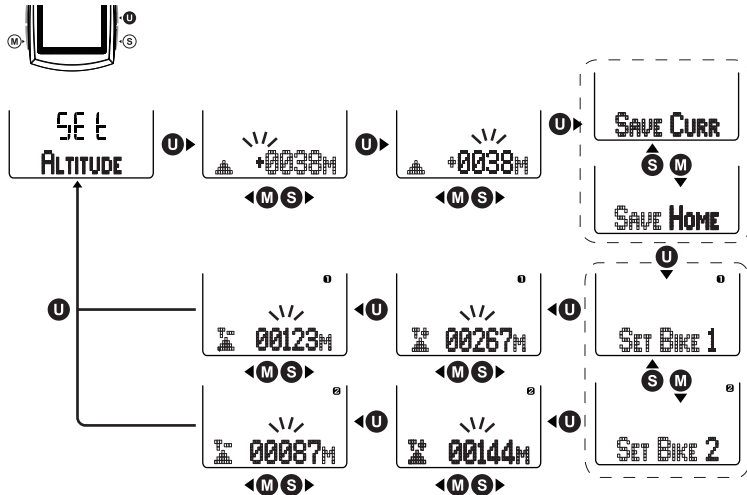 U
M S
SEt
ALTITUDE
U
+0038M
M S
U
+0038M
M S
U
SAVE CURR
S M
SAVE HOME
U
1
SET BIKE 1
S M
2
SET BIKE 2
U
1
00267M
M S
U
1
00123M
M S
U
2
00144M
M S
U
2
00087M
M S
U